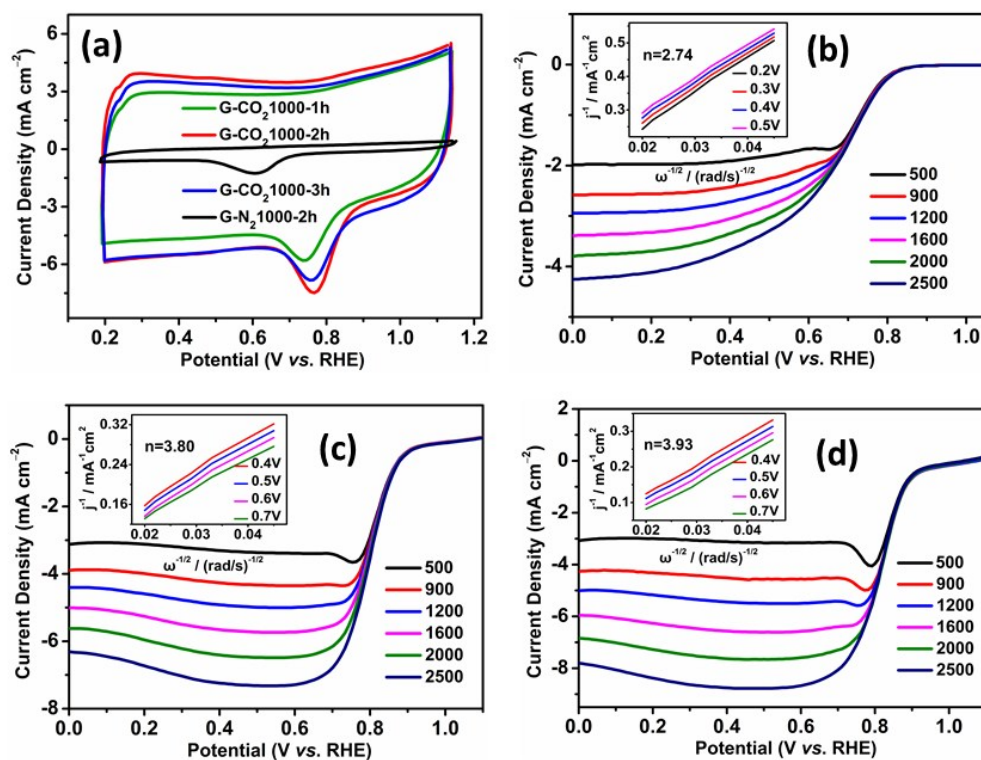 (a)
Current Density (mA cm⁻²)
6
3
0
-3
-6
G-CO₂1000-1h
G-CO₂1000-2h
G-CO₂1000-3h
G-N₂1000-2h
0.2 0.4 0.6 0.8 1.0 1.2
Potential (V vs. RHE)
(b)
Current Density (mA cm⁻²)
0
-2
-4
j⁻¹ / mA⁻¹ cm²
0.5
0.4
0.3
n=2.74
0.2V
0.3V
0.4V
0.5V
0.02 0.03 0.04
ω⁻¹/² / (rad/s)⁻¹/²
500
900
1200
1600
2000
2500
0.0 0.2 0.4 0.6 0.8 1.0
Potential (V vs. RHE)
(c)
Current Density (mA cm⁻²)
2
0
-2
-4
-6
-8
j⁻¹ / mA⁻¹cm²
0.32
0.24
0.16
n=3.80
0.4V
0.5V
0.6V
0.7V
0.02 0.03 0.04
ω⁻¹/² / (rad/s)⁻¹/²
500
900
1200
1600
2000
2500
0.0 0.2 0.4 0.6 0.8 1.0
Potential (V vs. RHE)
(d)
Current Density (mA cm⁻²)
2
0
-2
-4
-6
-8
j⁻¹ / mA⁻¹cm²
0.3
0.2
0.1
n=3.93
0.4V
0.5V
0.6V
0.7V
0.02 0.03 0.04
ω⁻¹/² / (rad/s)⁻¹/²
500
900
1200
1600
2000
2500
0.0 0.2 0.4 0.6 0.8 1.0
Potential (V vs. RHE)